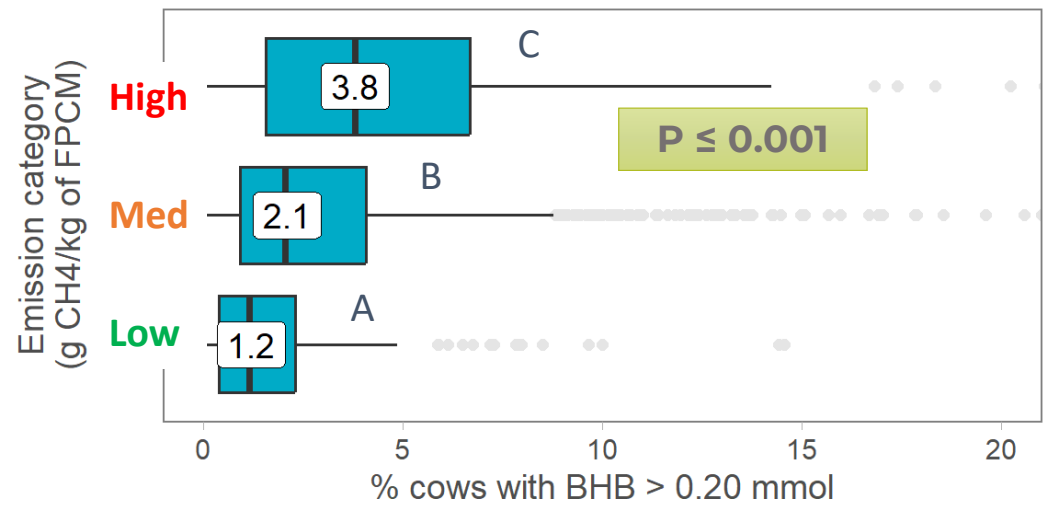 Emission category
(g CH4/kg of FPCM)
High
3.8
C
P ≤ 0.001
Med
2.1
B
Low
1.2
A
0 5 10 15 20
% cows with BHB > 0.20 mmol